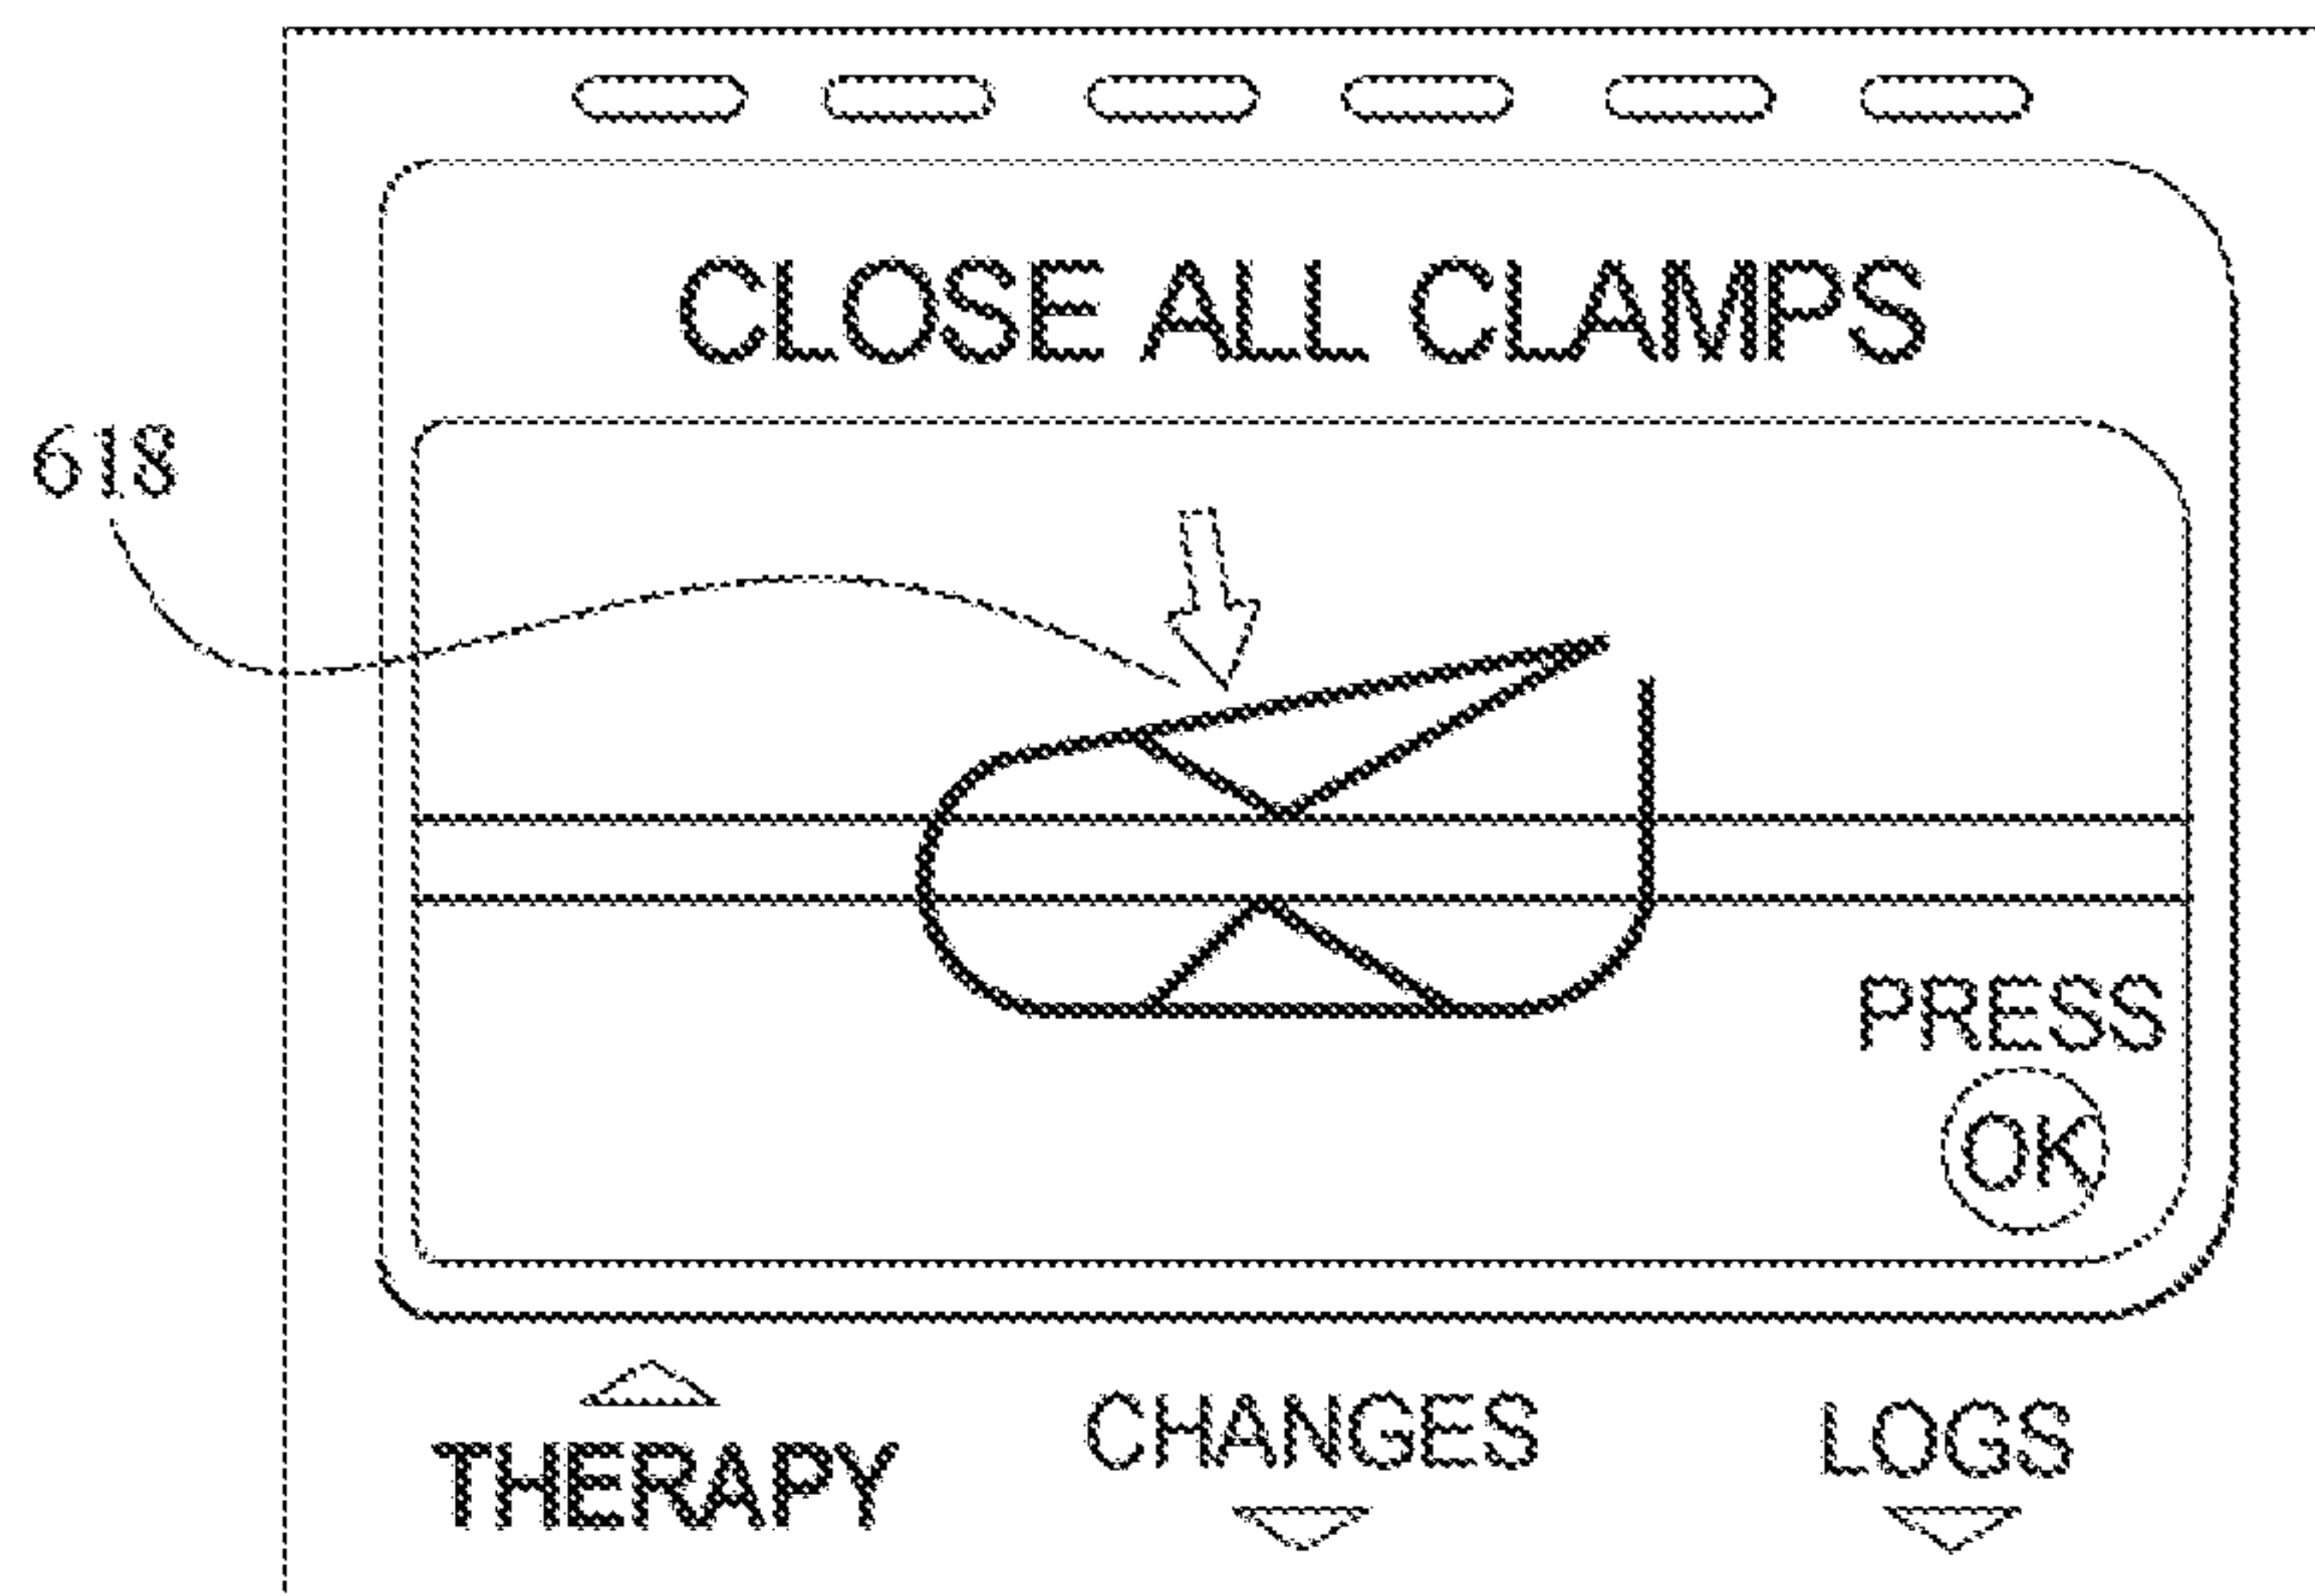 CLOSE ALL CLAMPS
618
PRESS
OK
THERAPY CHANGES LOGS